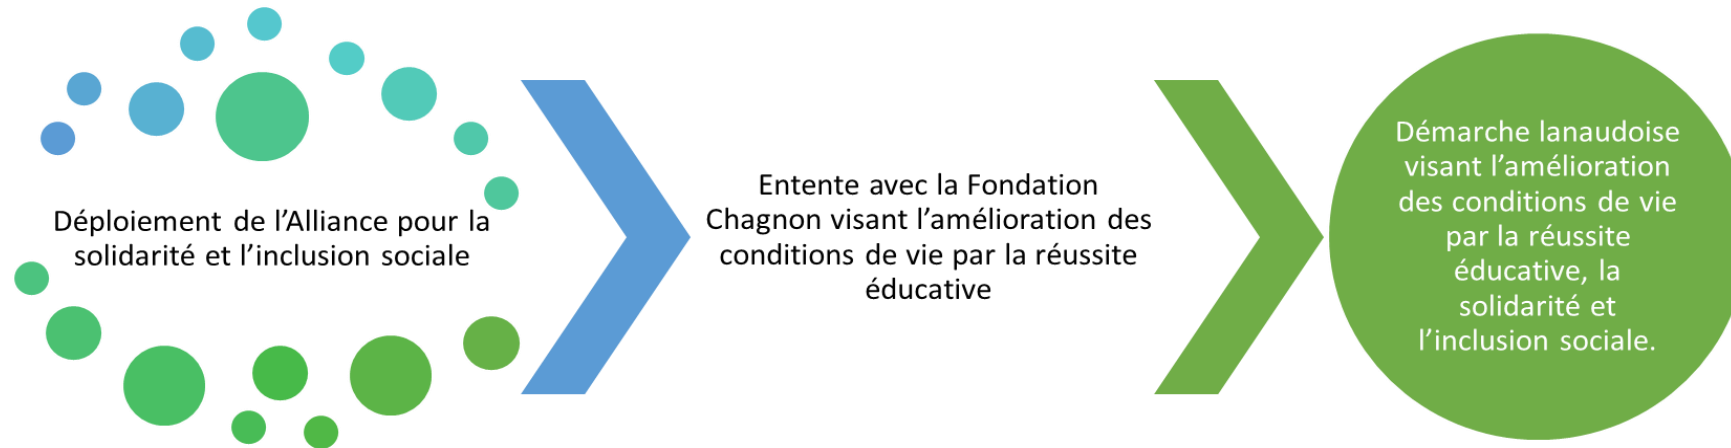 Déploiement de l’Alliance pour la
solidarité et l’inclusion sociale
Entente avec la Fondation
Chagnon visant l’amélioration des
conditions de vie par la réussite
éducative
Démarche lanaudoise
visant l’amélioration
des conditions de vie
par la réussite
éducative, la
solidarité et
l’inclusion sociale.